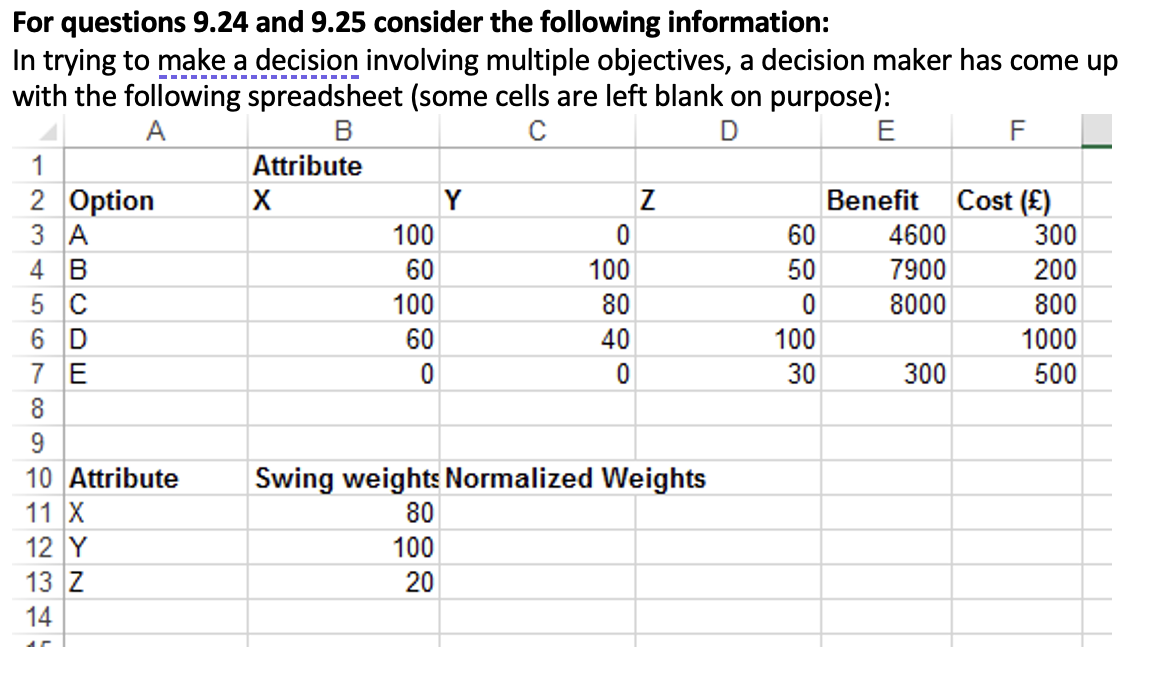 For questions 9.24 and 9.25 consider the following information:
In trying to make a decision involving multiple objectives, a decision maker has come up
with the following spreadsheet (some cells are left blank on purpose):
A B C D E F
1 Attribute
2 Option X Y Z Benefit Cost (£)
3 A 100 0 60 4600 300
4 B 60 100 50 7900 200
5 C 100 80 0 8000 800
6 D 60 40 100 1000
7 E 0 0 30 300 500
8
9
10 Attribute Swing weights Normalized Weights
11 X 80
12 Y 100
13 Z 20
14